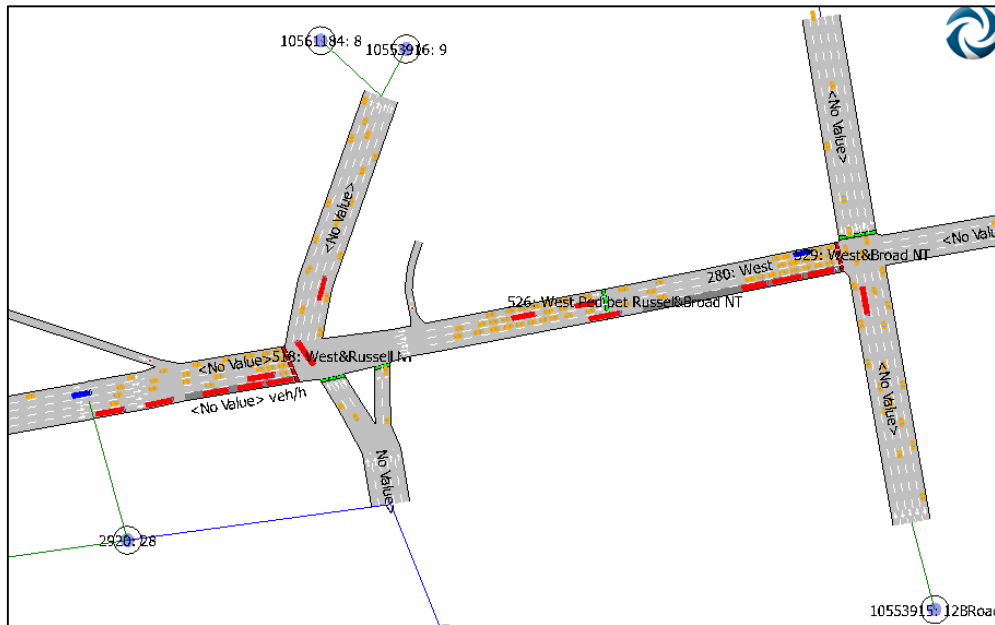 10561184: 8
10553916: 9
<No Value>
<No Value>
<No Valu
529: West&Broad NT
280: West
526: West Ped bet Russel&Broad NT
<No Value>
518: West&Russell NT
<No Value> veh/h
<No Value>
No Value>
2920: 28
10553915: 12BRoad